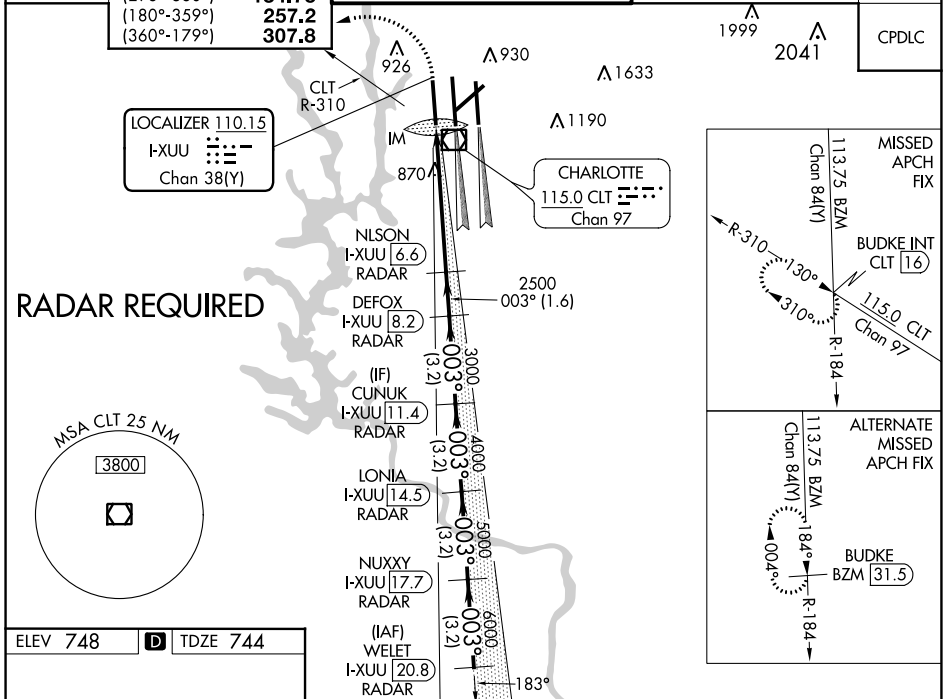 (180°-359°) 257.2
(360°-179°) 307.8
CLT
R-310
926
930
1633
1190
1999
2041
CPDLC
LOCALIZER 110.15
I-XUU
Chan 38(Y)
IM
870
CHARLOTTE
115.0 CLT
Chan 97
NLSON
I-XUU 6.6
RADAR
2500
003° (1.6)
DEFOX
I-XUU 8.2
RADAR
3000
003°
(3.2)
(IF)
CUNUK
I-XUU 11.4
RADAR
4000
003°
(3.2)
LONIA
I-XUU 14.5
RADAR
5000
003°
(3.2)
NUXXY
I-XUU 17.7
RADAR
6000
003°
(3.2)
(IAF)
WELET
I-XUU 20.8
RADAR
183°
RADAR REQUIRED
MSA CLT 25 NM
3800
ELEV 748 D TDZE 744
MISSED
APCH
FIX
113.75 BZM
Chan 84(Y)
R-310
130°
310°
BUDKE INT
CLT 16
115.0 CLT
Chan 97
R-184
ALTERNATE
MISSED
APCH FIX
113.75 BZM
Chan 84(Y)
184°
004°
BUDKE
BZM 31.5
R-184